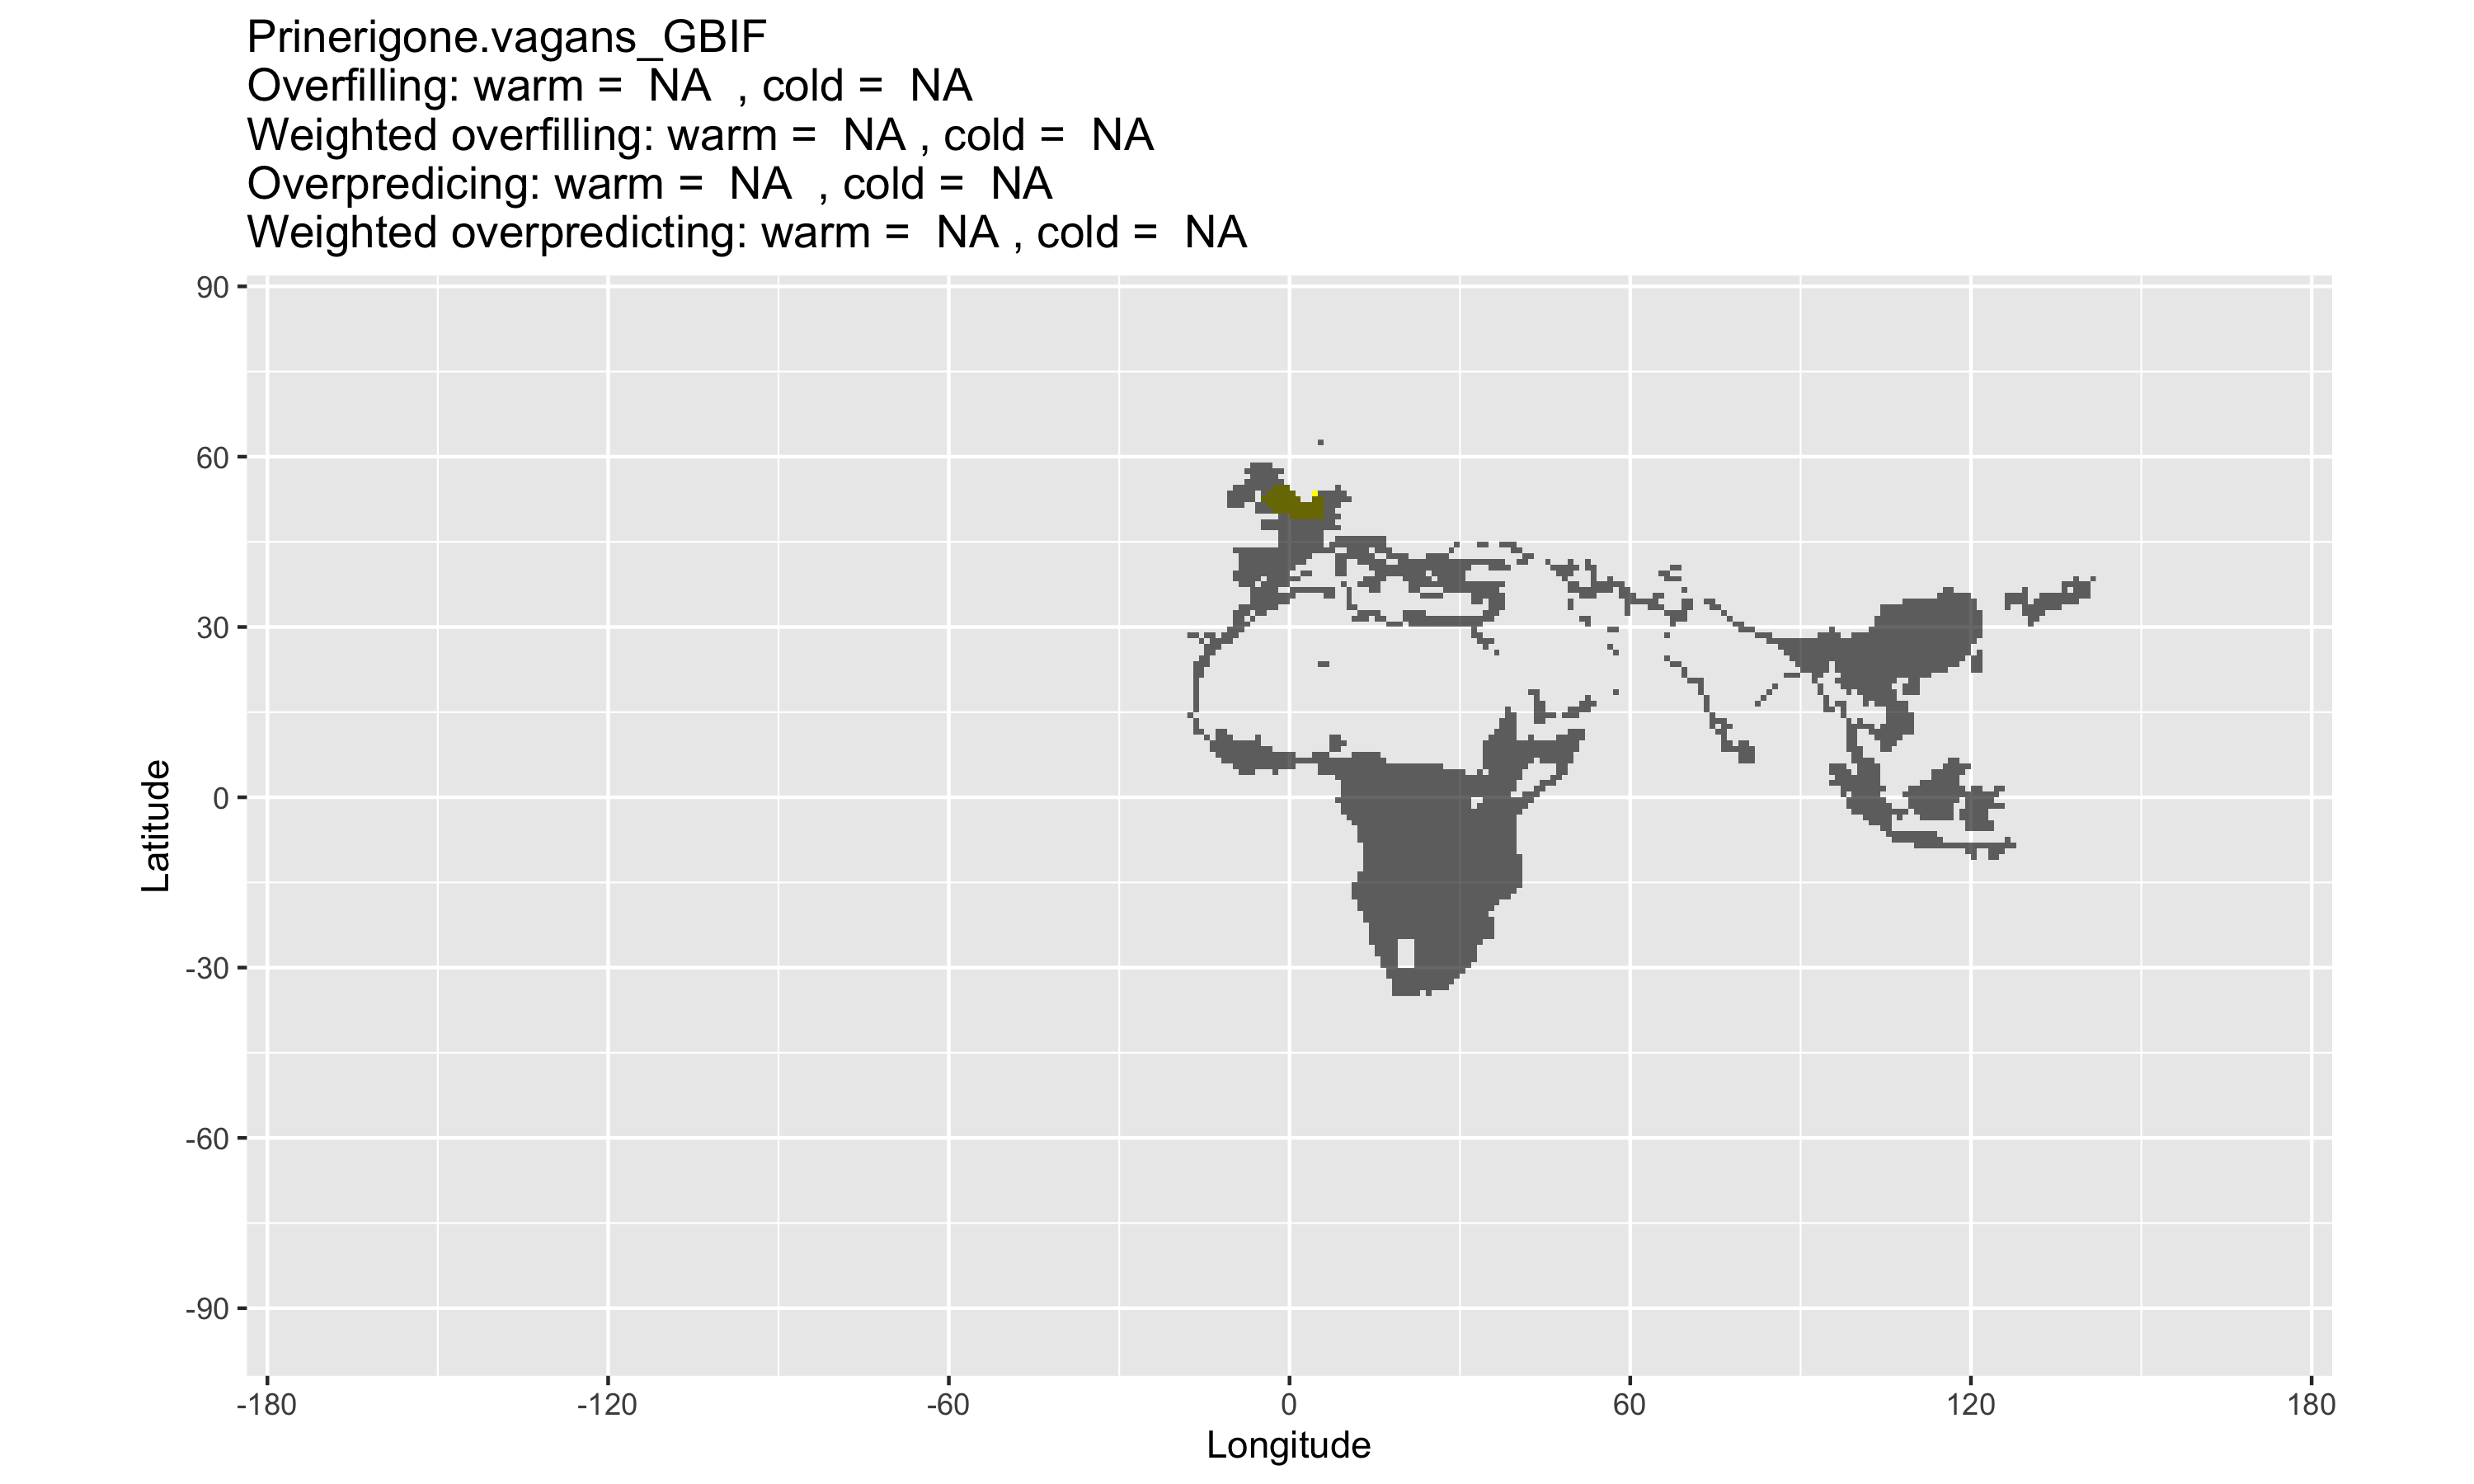 Prinerigone.vagans_GBIF
Overfilling: warm =  NA  , cold =  NA
Weighted overfilling: warm =  NA , cold =  NA
Overpredicing: warm =  NA  , cold =  NA
Weighted overpredicting: warm =  NA , cold =  NA
90
60
30
0
-30
-60
-90
Latitude
-180 -120 -60 0 60 120 180
Longitude